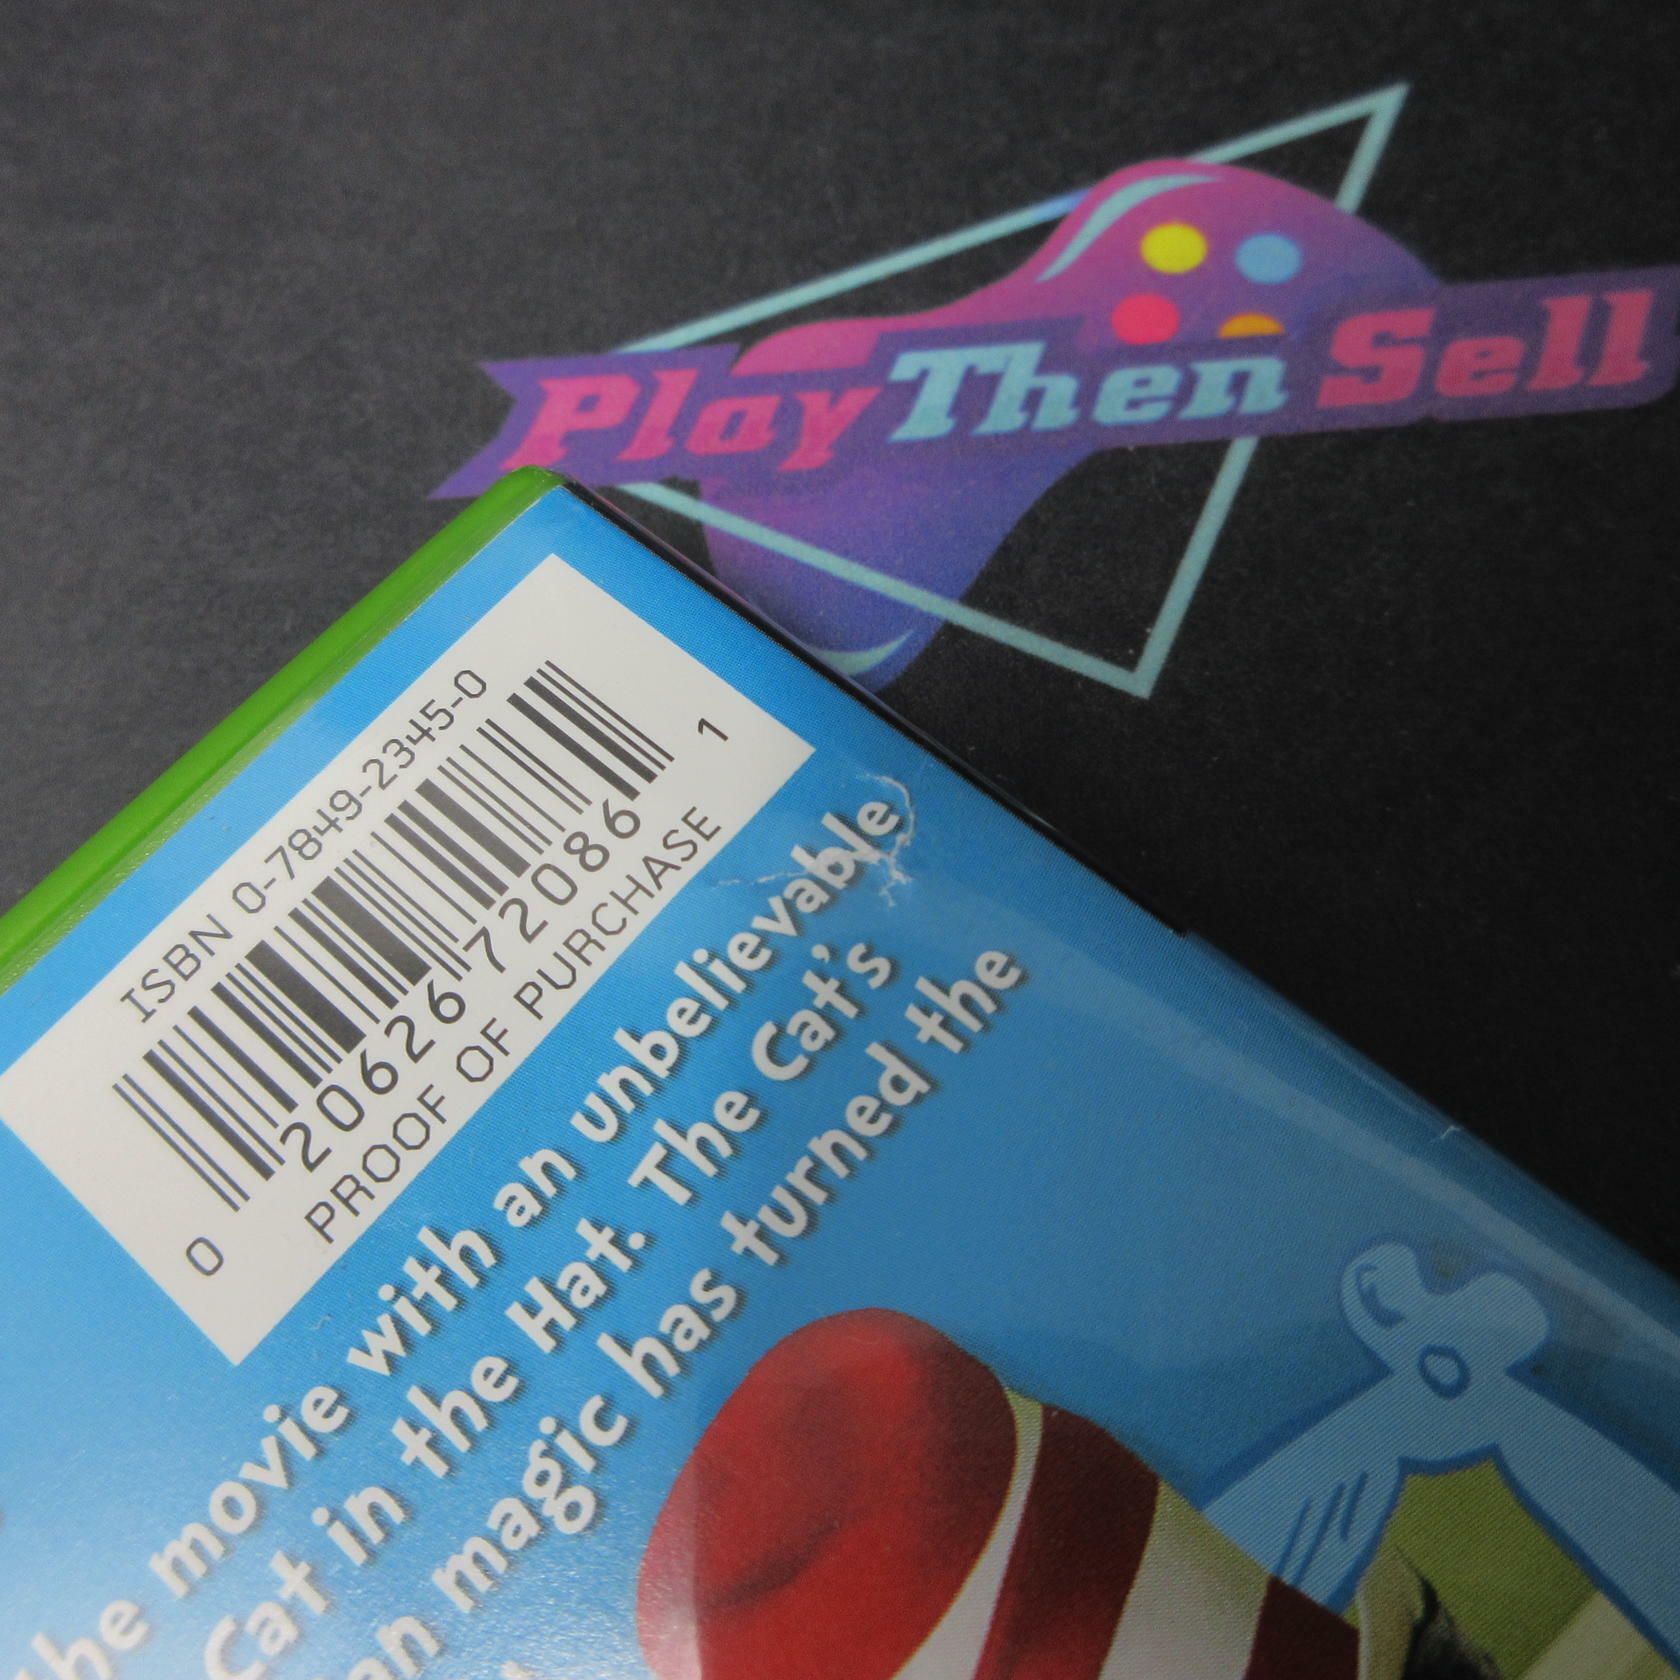 Play Then Sell
ISBN 0-7849-2345-0
0 20626 72086 1
PROOF OF PURCHASE
the movie with an unbelievable
Cat in the Hat. The Cat's
magic has turned the